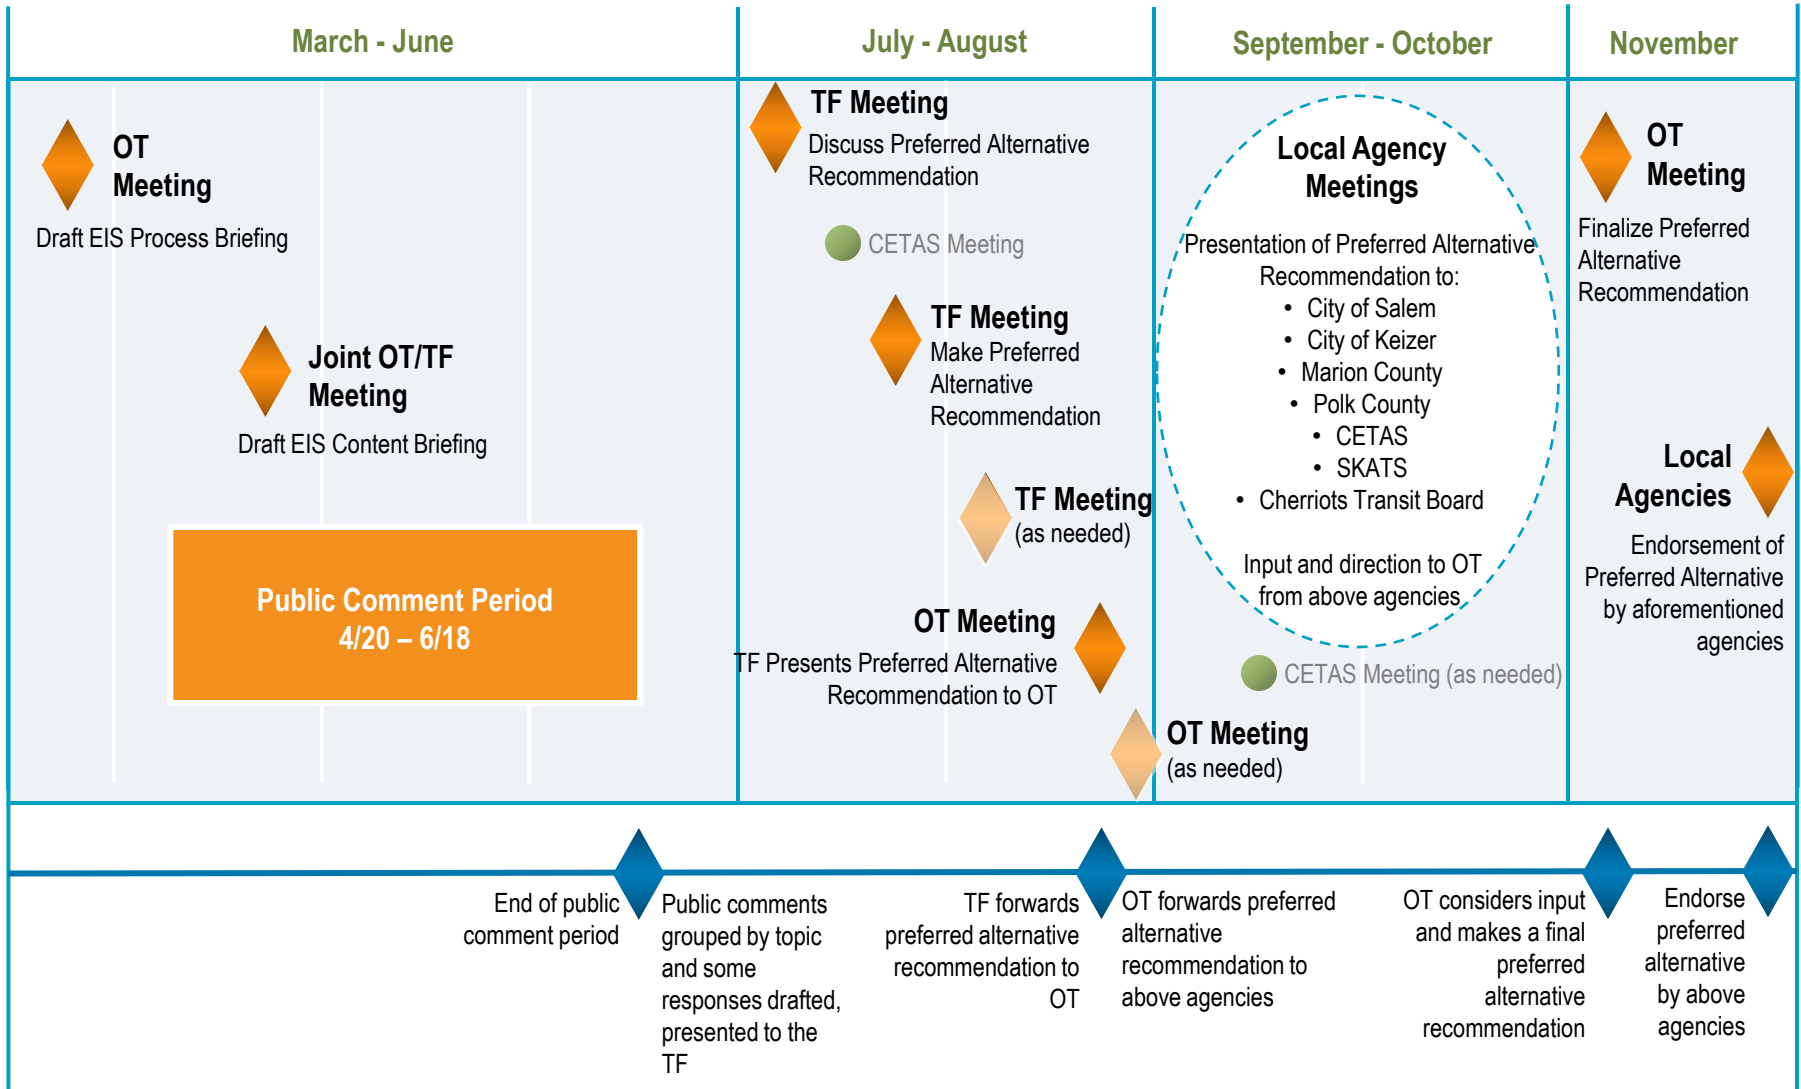 March - June
July - August
September - October
November
OT
Meeting
Draft EIS Process Briefing
Joint OT/TF
Meeting
Draft EIS Content Briefing
Public Comment Period
4/20 – 6/18
TF Meeting
Discuss Preferred Alternative
Recommendation
CETAS Meeting
TF Meeting
Make Preferred
Alternative
Recommendation
TF Meeting
(as needed)
OT Meeting
TF Presents Preferred Alternative
Recommendation to OT
OT Meeting
(as needed)
Local Agency
Meetings
Presentation of Preferred Alternative
Recommendation to:
• City of Salem
• City of Keizer
• Marion County
• Polk County
• CETAS
• SKATS
• Cherriots Transit Board
Input and direction to OT
from above agencies
CETAS Meeting (as needed)
OT
Meeting
Finalize Preferred
Alternative
Recommendation
Local
Agencies
Endorsement of
Preferred Alternative
by aforementioned
agencies
End of public
comment period
Public comments
grouped by topic
and some
responses drafted,
presented to the
TF
TF forwards
preferred alternative
recommendation to
OT
OT forwards preferred
alternative
recommendation to
above agencies
OT considers input
and makes a final
preferred
alternative
recommendation
Endorse
preferred
alternative
by above
agencies